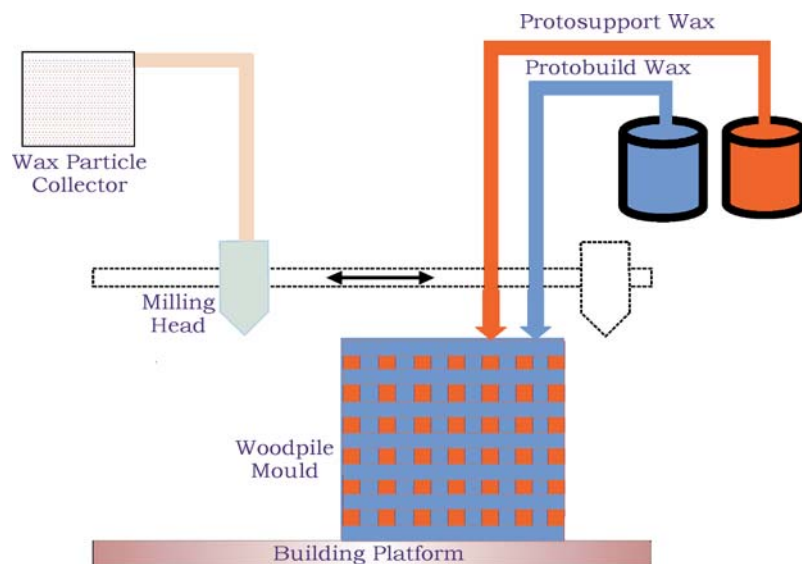 Protosupport Wax
Protobuild Wax
Wax Particle
Collector
Milling
Head
Woodpile
Mould
Building Platform